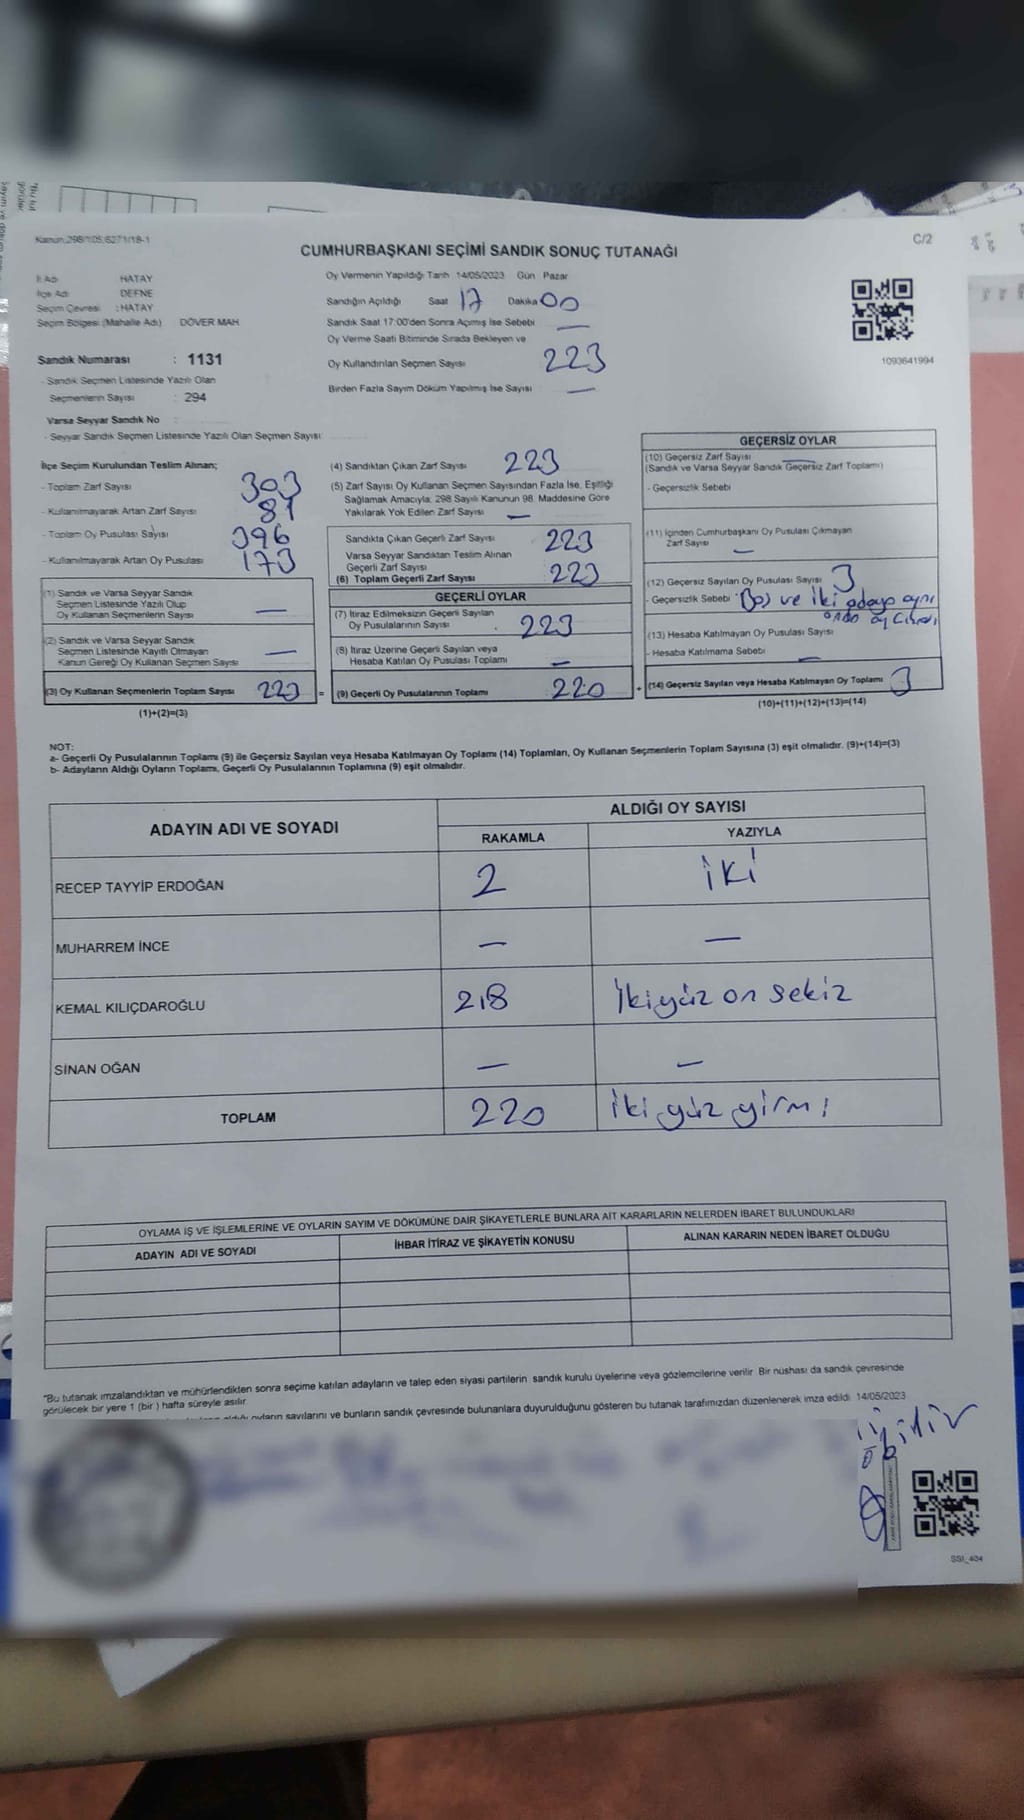 Kanun:298/105,6271/18-1
C/2
CUMHURBAŞKANI SEÇİMİ SANDIK SONUÇ TUTANAĞI
İl Adı HATAY
İlçe Adı DEFNE
Seçim Çevresi : HATAY
Seçim Bölgesi (Mahalle Adı) DÖVER MAH
Sandık Numarası : 1131
- Sandık Seçmen Listesinde Yazılı Olan
Seçmenlerin Sayısı : 294
Varsa Seyyar Sandık No
- Seyyar Sandık Seçmen Listesinde Yazılı Olan Seçmen Sayısı
Oy Vermenin Yapıldığı Tarih 14/05/2023 Gün Pazar
Sandığın Açıldığı Saat 17 Dakika 00
Sandık Saat 17:00'den Sonra Açılmış İse Sebebi —
Oy Verme Saati Bitiminde Sırada Bekleyen ve
Oy Kullandırılan Seçmen Sayısı 223
Birden Fazla Sayım Döküm Yapılmış İse Sayısı —
1093641994
İlçe Seçim Kurulundan Teslim Alınan;
- Toplam Zarf Sayısı 303
- Kullanılmayarak Artan Zarf Sayısı 81
- Toplam Oy Pusulası Sayısı 396
- Kullanılmayarak Artan Oy Pusulası 173
(1) Sandık ve Varsa Seyyar Sandık
Seçmen Listesinde Yazılı Olup
Oy Kullanan Seçmenlerin Sayısı —
(2) Sandık ve Varsa Seyyar Sandık
Seçmen Listesinde Kayıtlı Olmayan
Kanun Gereği Oy Kullanan Seçmen Sayısı —
(3) Oy Kullanan Seçmenlerin Toplam Sayısı 223 =
(1)+(2)=(3)
(4) Sandıktan Çıkan Zarf Sayısı 223
(5) Zarf Sayısı Oy Kullanan Seçmen Sayısından Fazla İse, Eşitliği
Sağlamak Amacıyla, 298 Sayılı Kanunun 98. Maddesine Göre
Yakılarak Yok Edilen Zarf Sayısı —
Sandıkta Çıkan Geçerli Zarf Sayısı 223
Varsa Seyyar Sandıktan Teslim Alınan
Geçerli Zarf Sayısı
(6) Toplam Geçerli Zarf Sayısı 223
GEÇERLİ OYLAR
(7) İtiraz Edilmeksizin Geçerli Sayılan
Oy Pusulalarının Sayısı 223
(8) İtiraz Üzerine Geçerli Sayılan veya
Hesaba Katılan Oy Pusulası Toplamı —
(9) Geçerli Oy Pusulalarının Toplamı 220 +
GEÇERSİZ OYLAR
(10) Geçersiz Zarf Sayısı —
(Sandık ve Varsa Seyyar Sandık Geçersiz Zarf Toplamı)
- Geçersizlik Sebebi
(11) İçinden Cumhurbaşkanı Oy Pusulası Çıkmayan
Zarf Sayısı —
(12) Geçersiz Sayılan Oy Pusulası Sayısı 3
- Geçersizlik Sebebi Boş ve iki adaya aynı
anda oy
(13) Hesaba Katılmayan Oy Pusulası Sayısı
- Hesaba Katılmama Sebebi —
(14) Geçersiz Sayılan veya Hesaba Katılmayan Oy Toplamı 3
(10)+(11)+(12)+(13)=(14)
NOT:
a- Geçerli Oy Pusulalarının Toplamı (9) ile Geçersiz Sayılan veya Hesaba Katılmayan Oy Toplamı (14) Toplamları, Oy Kullanan Seçmenlerin Toplam Sayısına (3) eşit olmalıdır. (9)+(14)=(3)
b- Adayların Aldığı Oyların Toplamı, Geçerli Oy Pusulalarının Toplamına (9) eşit olmalıdır.
ADAYIN ADI VE SOYADI ALDIĞI OY SAYISI
RAKAMLA YAZIYLA
RECEP TAYYİP ERDOĞAN 2 iki
MUHARREM İNCE — —
KEMAL KILIÇDAROĞLU 218 İkiyüz on sekiz
SİNAN OĞAN — —
TOPLAM 220 iki yüz yirmi
OYLAMA İŞ VE İŞLEMLERİNE VE OYLARIN SAYIM VE DÖKÜMÜNE DAİR ŞİKAYETLERLE BUNLARA AİT KARARLARIN NELERDEN İBARET BULUNDUKLARI
ADAYIN ADI VE SOYADI İHBAR İTİRAZ VE ŞİKAYETİN KONUSU ALINAN KARARIN NEDEN İBARET OLDUĞU
"Bu tutanak imzalandıktan ve mühürlendikten sonra seçime katılan adayların ve talep eden siyasi partilerin sandık kurulu üyelerine veya gözlemcilerine verilir. Bir nüshası da sandık çevresinde
görülecek bir yere 1 (bir) hafta süreyle asılır.
aldığı oyların sayılarını ve bunların sandık çevresinde bulunanlara duyurulduğunu gösteren bu tutanak tarafımızdan düzenlenerek imza edildi. 14/05/2023
SSI_404